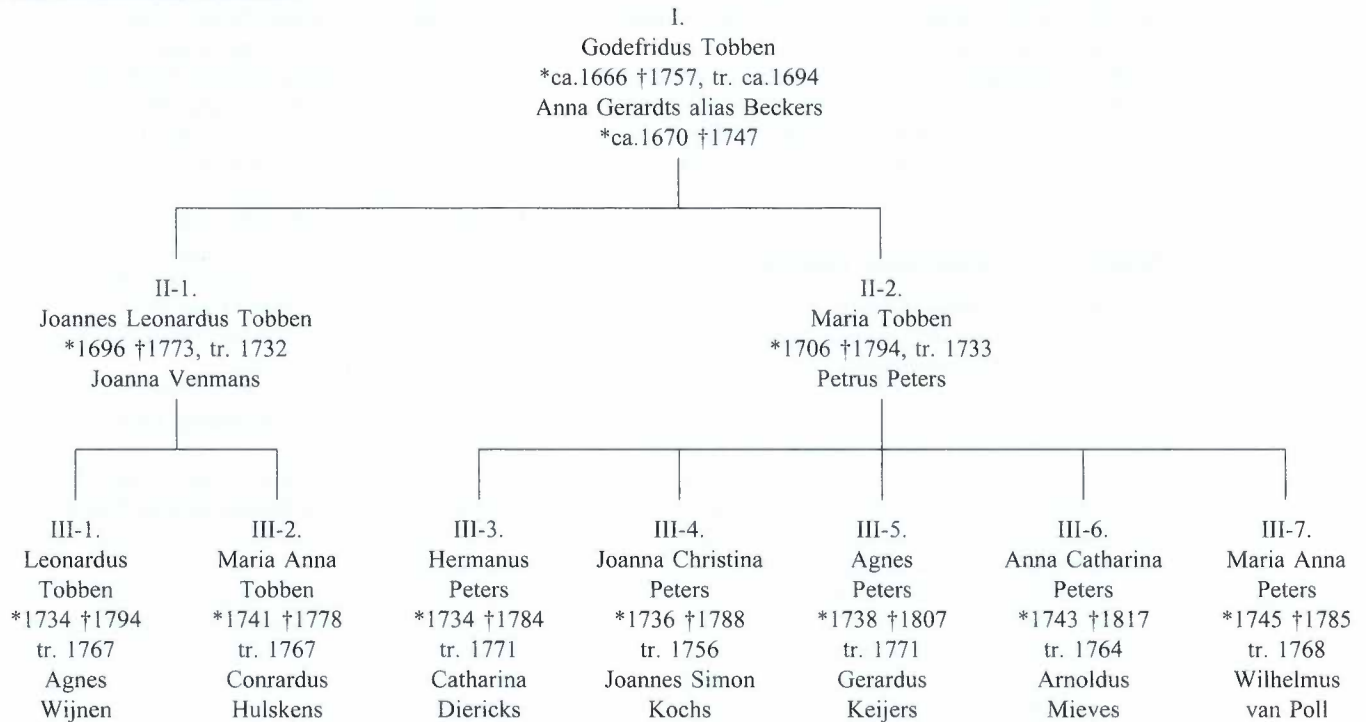 I.
Godefridus Tobben
*ca.1666 †1757, tr. ca.1694
Anna Gerardts alias Beckers
*ca.1670 †1747
II-1.
Joannes Leonardus Tobben
*1696 †1773, tr. 1732
Joanna Venmans
II-2.
Maria Tobben
*1706 †1794, tr. 1733
Petrus Peters
III-1.
Leonardus
Tobben
*1734 †1794
tr. 1767
Agnes
Wijnen
III-2.
Maria Anna
Tobben
*1741 †1778
tr. 1767
Conrardus
Hulskens
III-3.
Hermanus
Peters
*1734 †1784
tr. 1771
Catharina
Diericks
III-4.
Joanna Christina
Peters
*1736 †1788
tr. 1756
Joannes Simon
Kochs
III-5.
Agnes
Peters
*1738 †1807
tr. 1771
Gerardus
Keijers
III-6.
Anna Catharina
Peters
*1743 †1817
tr. 1764
Arnoldus
Mieves
III-7.
Maria Anna
Peters
*1745 †1785
tr. 1768
Wilhelmus
van Poll